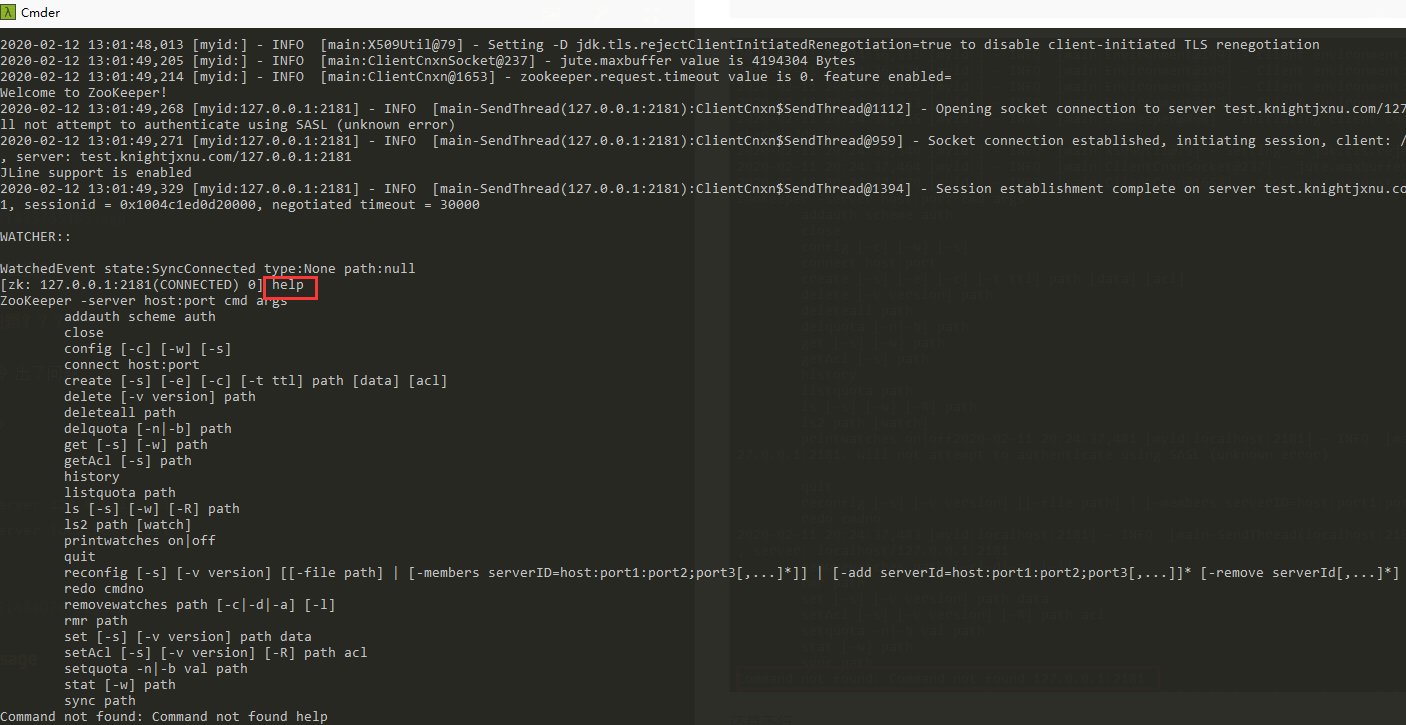 Cmder
2020-02-12 13:01:48,013 [myid:] - INFO  [main:X509Util@79] - Setting -D jdk.tls.rejectClientInitiatedRenegotiation=true to disable client-initiated TLS renegotiation
2020-02-12 13:01:49,205 [myid:] - INFO  [main:ClientCnxnSocket@237] - jute.maxbuffer value is 4194304 Bytes
2020-02-12 13:01:49,214 [myid:] - INFO  [main:ClientCnxn@1653] - zookeeper.request.timeout value is 0. feature enabled=
Welcome to ZooKeeper!
2020-02-12 13:01:49,268 [myid:127.0.0.1:2181] - INFO  [main-SendThread(127.0.0.1:2181):ClientCnxn$SendThread@1112] - Opening socket connection to server test.knightjxnu.com/127
ll not attempt to authenticate using SASL (unknown error)
2020-02-12 13:01:49,271 [myid:127.0.0.1:2181] - INFO  [main-SendThread(127.0.0.1:2181):ClientCnxn$SendThread@959] - Socket connection established, initiating session, client: /
, server: test.knightjxnu.com/127.0.0.1:2181
JLine support is enabled
2020-02-12 13:01:49,329 [myid:127.0.0.1:2181] - INFO  [main-SendThread(127.0.0.1:2181):ClientCnxn$SendThread@1394] - Session establishment complete on server test.knightjxnu.co
1, sessionid = 0x1004c1ed0d20000, negotiated timeout = 30000
WATCHER::
WatchedEvent state:SyncConnected type:None path:null
[zk: 127.0.0.1:2181(CONNECTED) 0] help
ZooKeeper -server host:port cmd args
addauth scheme auth
close
config [-c] [-w] [-s]
connect host:port
create [-s] [-e] [-c] [-t ttl] path [data] [acl]
delete [-v version] path
deleteall path
delquota [-n|-b] path
get [-s] [-w] path
getAcl [-s] path
history
listquota path
ls [-s] [-w] [-R] path
ls2 path [watch]
printwatches on|off
quit
reconfig [-s] [-v version] [[-file path] | [-members serverID=host:port1:port2;port3[,...]*]] | [-add serverId=host:port1:port2;port3[,...]]* [-remove serverId[,...]*]
redo cmdno
removewatches path [-c|-d|-a] [-l]
rmr path
set [-s] [-v version] path data
setAcl [-s] [-v version] [-R] path acl
setquota -n|-b val path
stat [-w] path
sync path
Command not found: Command not found help